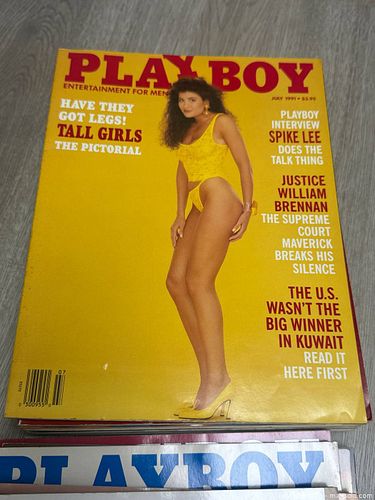 PLAYBOY
ENTERTAINMENT FOR MEN
JULY 1991 • $3.95
HAVE THEY
GOT LEGS!
TALL GIRLS
THE PICTORIAL
PLAYBOY
INTERVIEW
SPIKE LEE
DOES THE
TALK THING
JUSTICE
WILLIAM
BRENNAN
THE SUPREME
COURT
MAVERICK
BREAKS HIS
SILENCE
THE U.S.
WASN'T THE
BIG WINNER
IN KUWAIT
READ IT
HERE FIRST
07
PLAYBOY